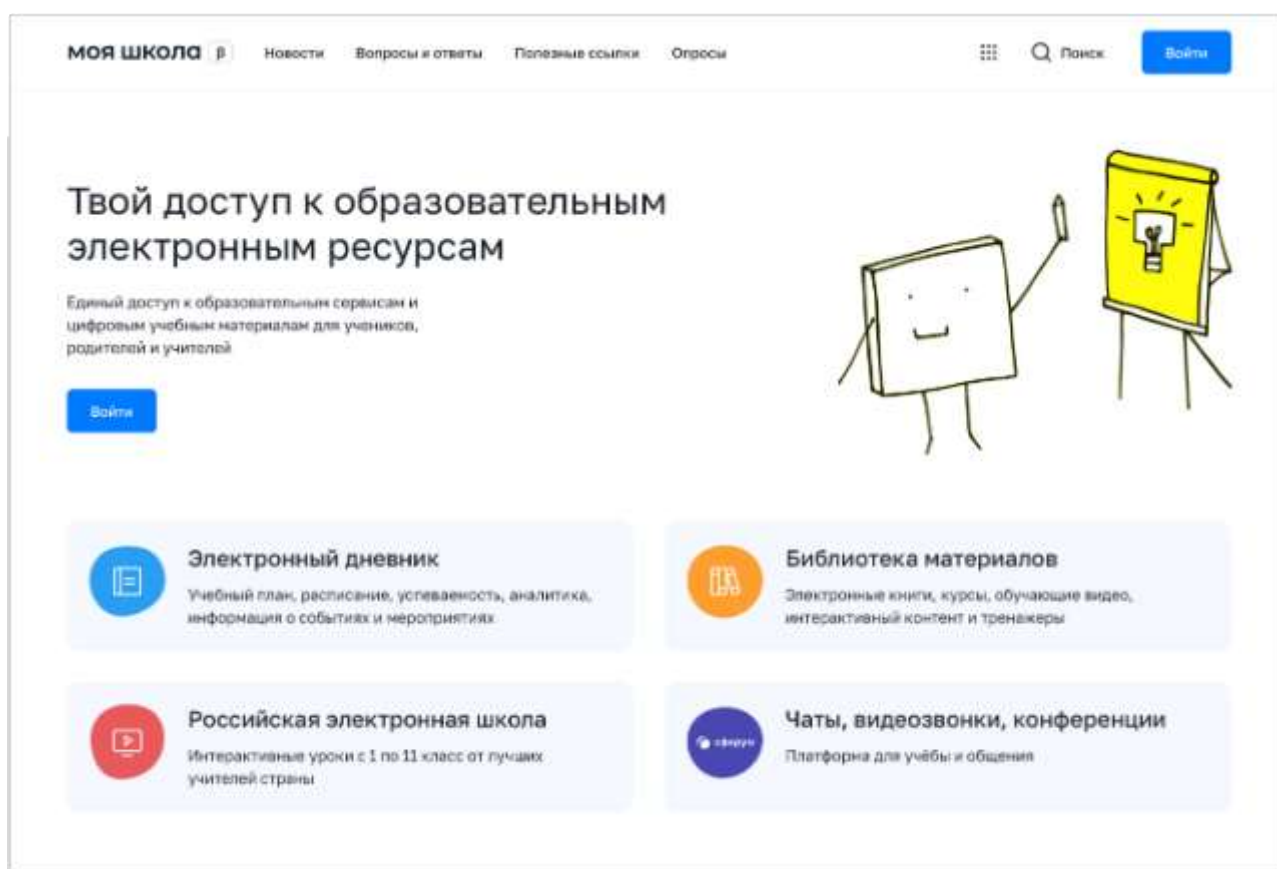 моя школа β Новости Вопросы и ответы Полезные ссылки Опросы Поиск Войти
Твой доступ к образовательным
электронным ресурсам
Единый доступ к образовательным сервисам и
цифровым учебным материалам для учеников,
родителей и учителей
Войти
Электронный дневник
Учебный план, расписание, успеваемость, аналитика,
информация о событиях и мероприятиях
Библиотека материалов
Электронные книги, курсы, обучающие видео,
интерактивный контент и тренажеры
Российская электронная школа
Интерактивные уроки с 1 по 11 класс от лучших
учителей страны
сферум
Чаты, видеозвонки, конференции
Платформа для учёбы и общения